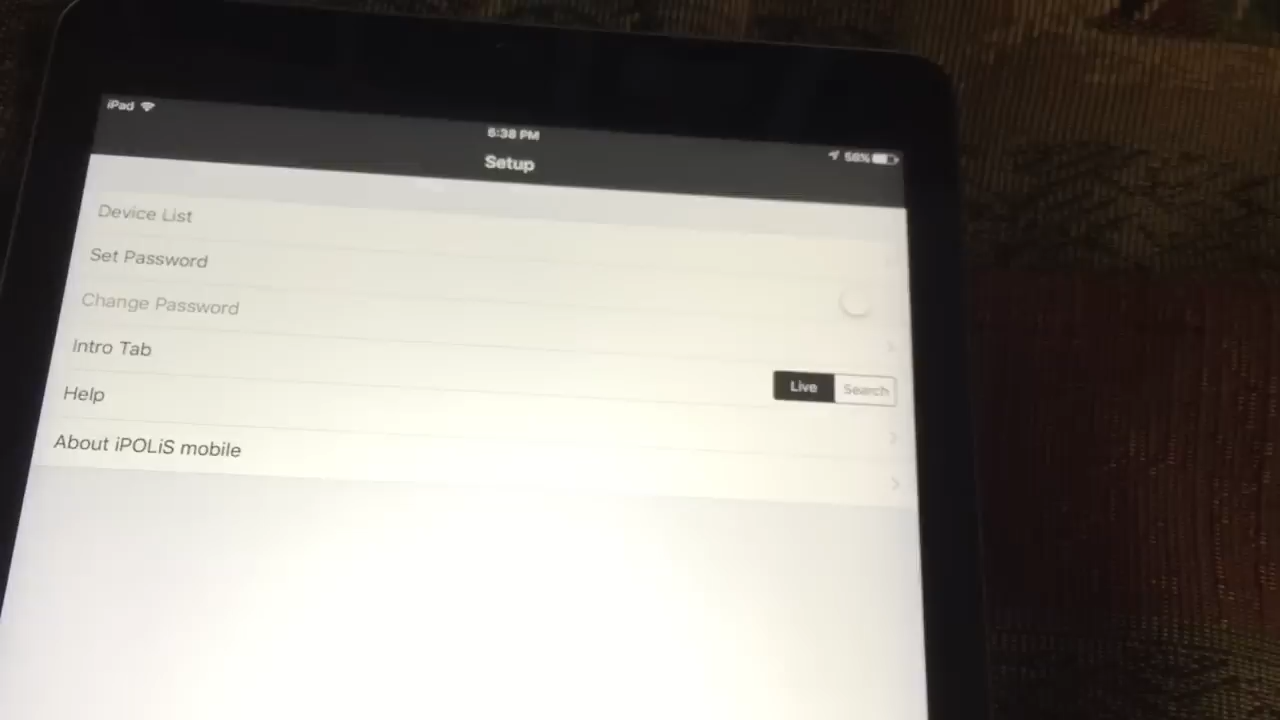 iPad
6:38 PM
56%
Setup
Device List
Set Password
Change Password
Intro Tab
Live
Search
Help
About iPOLiS mobile